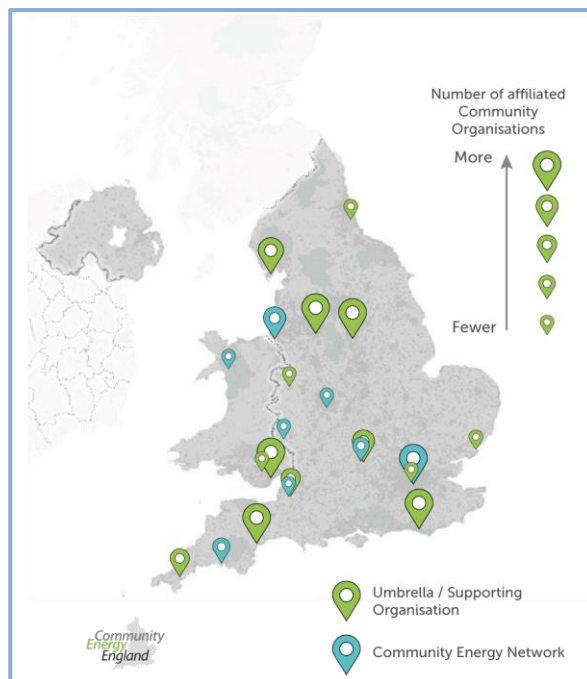 Number of affiliated
Community
Organisations
More
Fewer
Umbrella / Supporting
Organisation
Community Energy Network
Community
Energy
England